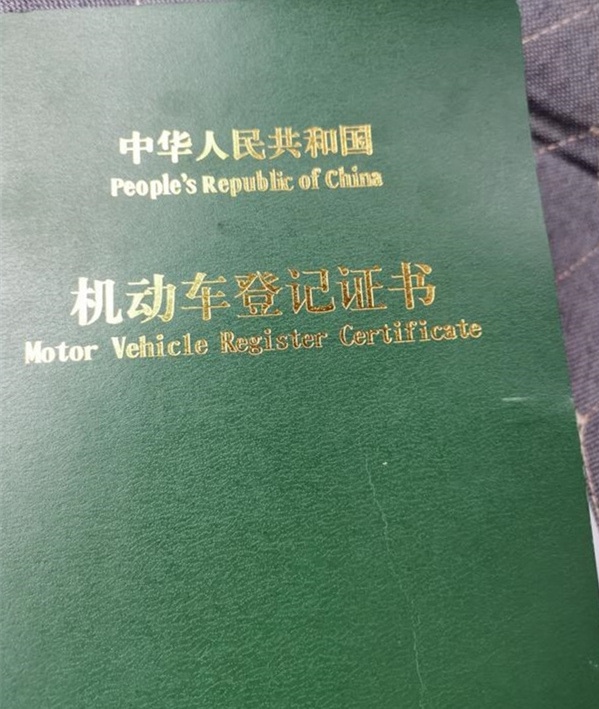 中华人民共和国
People's Republic of China
机动车登记证书
Motor Vehicle Register Certificate